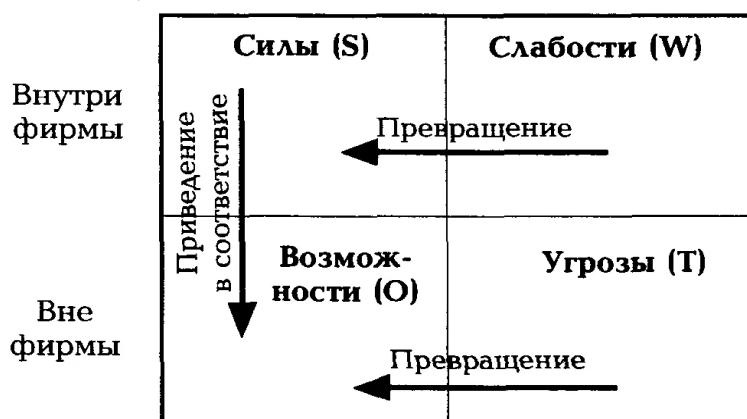 Силы (S)
Слабости (W)
Внутри
фирмы
Приведение
в соответствие
Превращение
Возмож-
ности (O)
Угрозы (T)
Вне
фирмы
Превращение